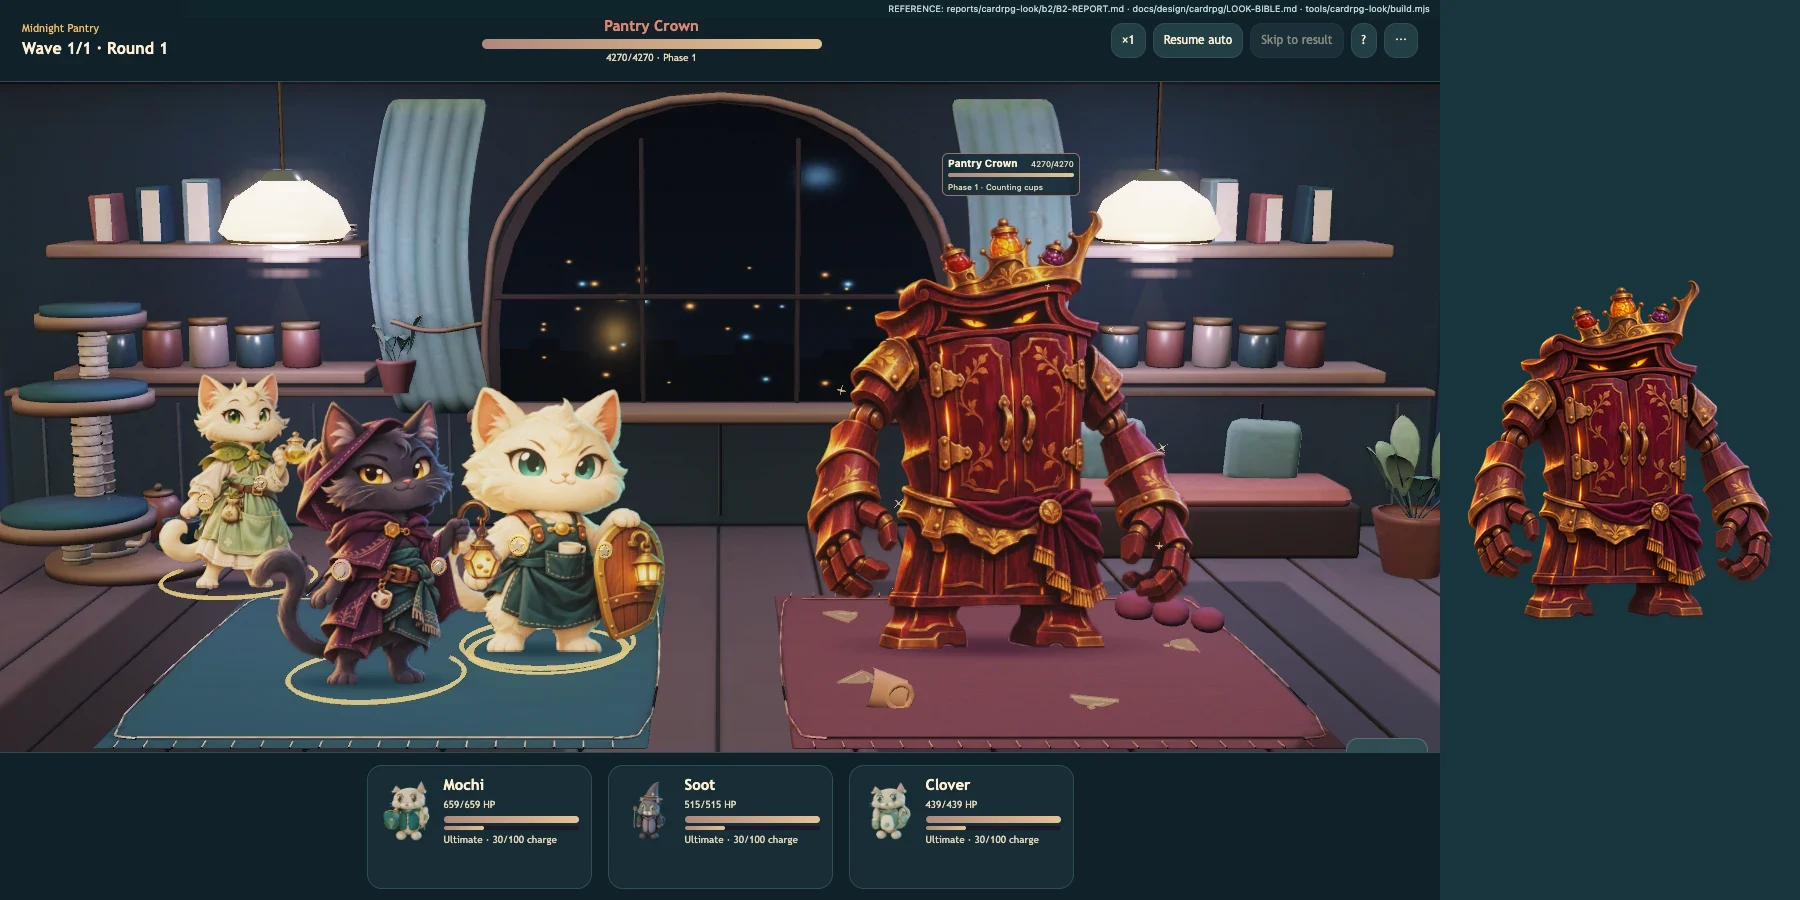 REFERENCE: reports/cardrpg-look/b2/B2-REPORT.md · docs/design/cardrpg/LOOK-BIBLE.md · tools/cardrpg-look/build.mjs
Midnight Pantry
Wave 1/1 · Round 1
Pantry Crown
4270/4270 · Phase 1
×1
Resume auto
Skip to result
?
···
Pantry Crown 4270/4270
Phase 1 · Counting cups
Mochi
659/659 HP
Ultimate · 30/100 charge
Soot
515/515 HP
Ultimate · 30/100 charge
Clover
439/439 HP
Ultimate · 30/100 charge